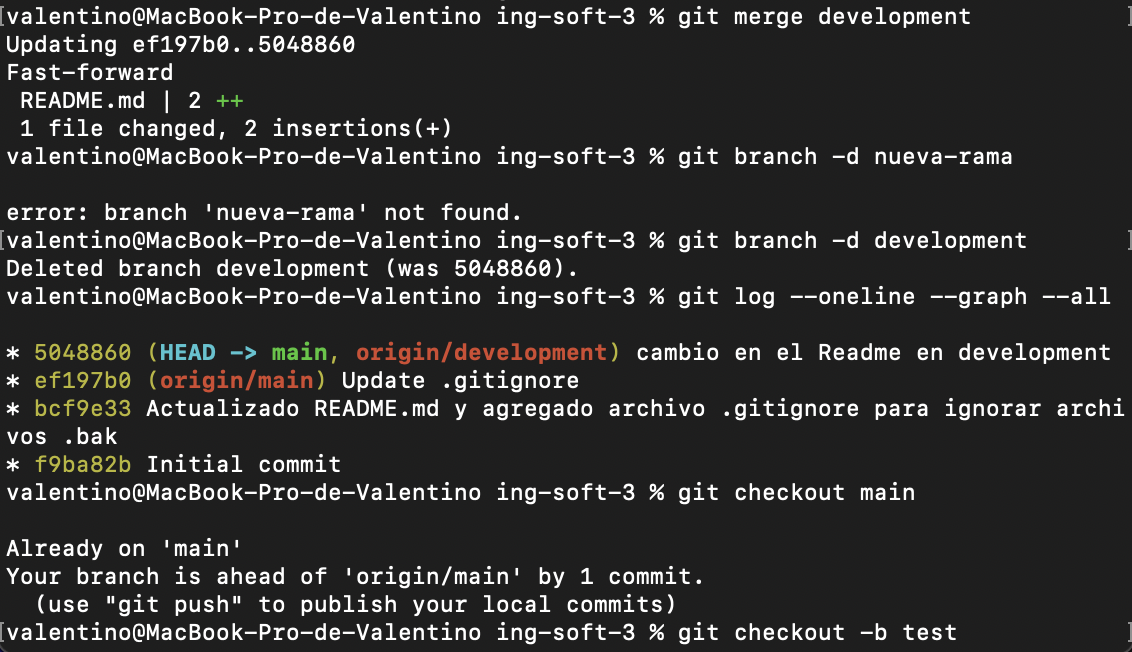 [valentino@MacBook-Pro-de-Valentino ing-soft-3 % git merge development ]
Updating ef197b0..5048860
Fast-forward
 README.md | 2 ++
 1 file changed, 2 insertions(+)
valentino@MacBook-Pro-de-Valentino ing-soft-3 % git branch -d nueva-rama
error: branch 'nueva-rama' not found.
[valentino@MacBook-Pro-de-Valentino ing-soft-3 % git branch -d development ]
Deleted branch development (was 5048860).
valentino@MacBook-Pro-de-Valentino ing-soft-3 % git log --oneline --graph --all
* 5048860 (HEAD -> main, origin/development) cambio en el Readme en development
* ef197b0 (origin/main) Update .gitignore
* bcf9e33 Actualizado README.md y agregado archivo .gitignore para ignorar archi
vos .bak
* f9ba82b Initial commit
valentino@MacBook-Pro-de-Valentino ing-soft-3 % git checkout main
Already on 'main'
Your branch is ahead of 'origin/main' by 1 commit.
  (use "git push" to publish your local commits)
[valentino@MacBook-Pro-de-Valentino ing-soft-3 % git checkout -b test ]